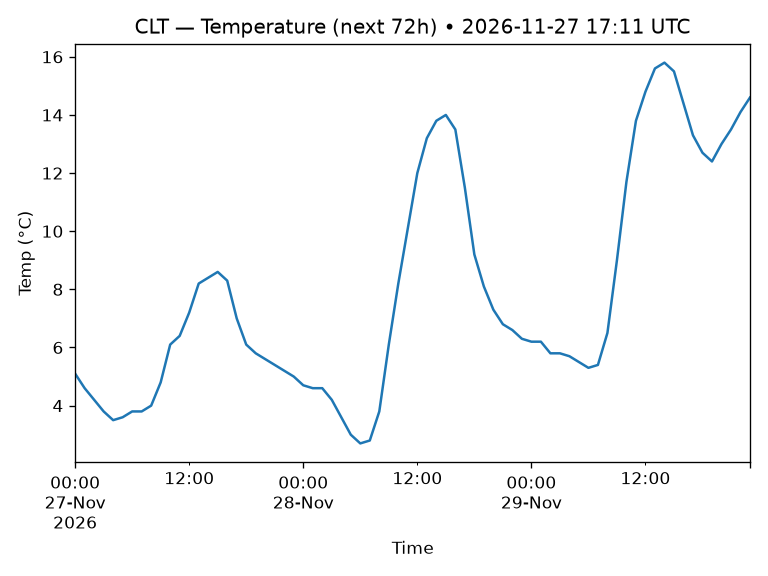 CLT — Temperature (next 72h) • 2026-11-27 17:11 UTC
16
14
12
10
8
6
4
Temp (°C)
00:00 12:00 00:00 12:00 00:00 12:00
27-Nov 28-Nov 29-Nov
2026
Time